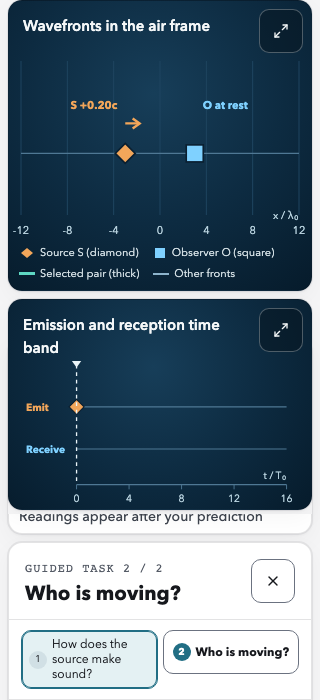 Wavefronts in the air frame
S +0.20c
O at rest
x / λ₀
-12 -8 -4 0 4 8 12
Source S (diamond) Observer O (square)
Selected pair (thick) Other fronts
Emission and reception time
band
Emit
Receive
t / T₀
0 4 8 12 16
Readings appear after your prediction
GUIDED TASK 2 / 2
Who is moving?
1 How does the
source make
sound?
2 Who is moving?